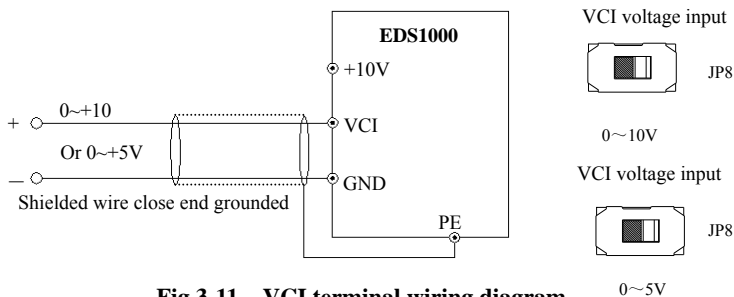 EDS1000
+10V
+ 0~+10
VCI
Or 0~+5V
— GND
Shielded wire close end grounded
PE
VCI voltage input
JP8
0～10V
VCI voltage input
JP8
0～5V
Fig 3-11 VCI terminal wiring diagram